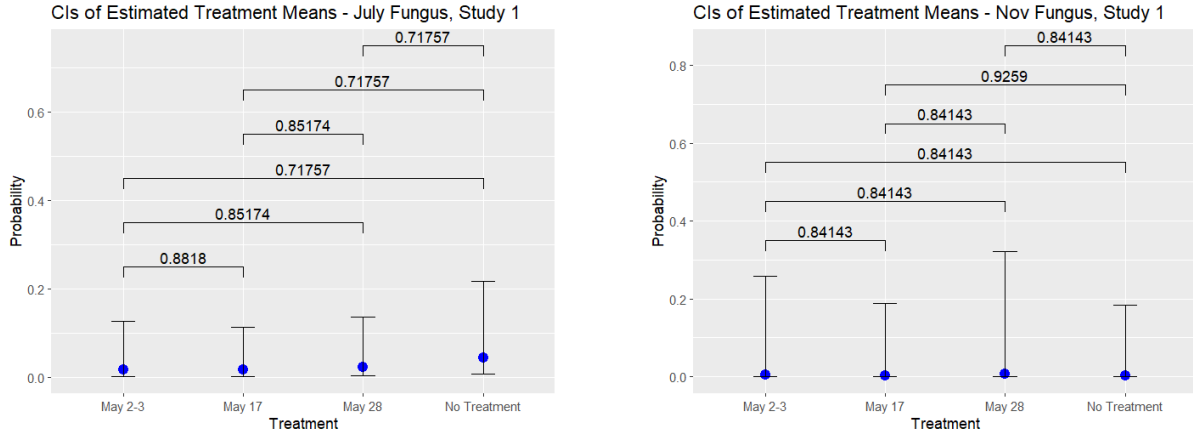 CIs of Estimated Treatment Means - July Fungus, Study 1
0.71757
0.71757
0.85174
0.71757
0.85174
0.8818
0.6
0.4
0.2
0.0
Probability
May 2-3
May 17
May 28
No Treatment
Treatment
CIs of Estimated Treatment Means - Nov Fungus, Study 1
0.84143
0.9259
0.84143
0.84143
0.84143
0.84143
0.8
0.6
0.4
0.2
0.0
Probability
May 2-3
May 17
May 28
No Treatment
Treatment